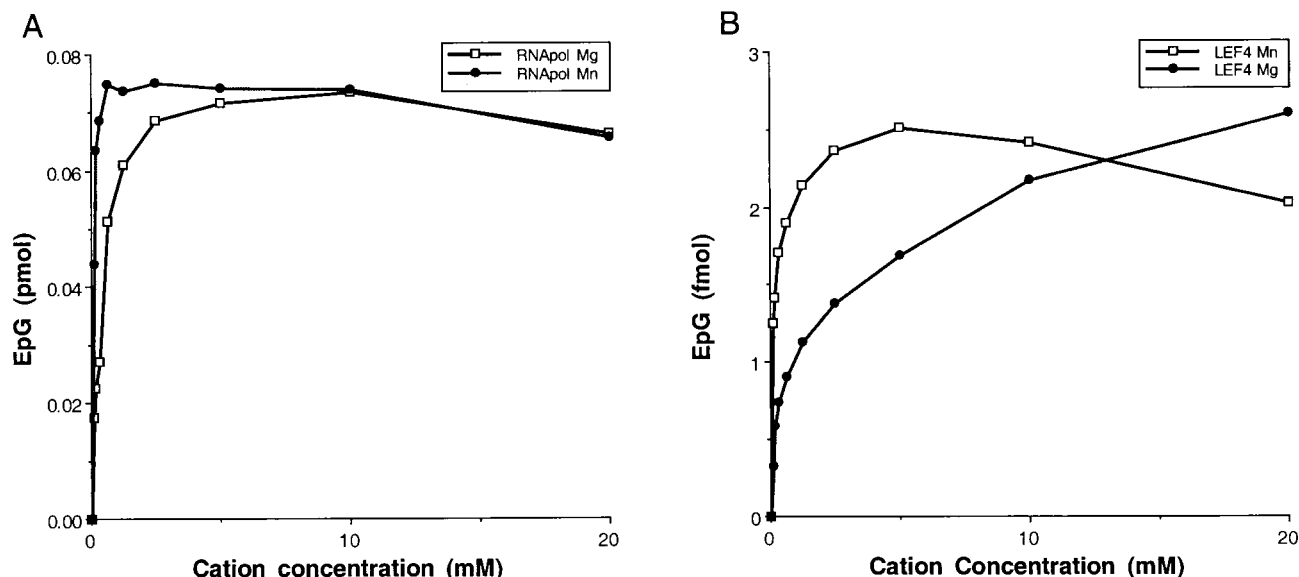 A
RNApol Mg
RNApol Mn
0.08
0.06
0.04
0.02
0.00
EpG (pmol)
0
10
20
Cation concentration (mM)
B
LEF4 Mn
LEF4 Mg
3
2
1
0
EpG (fmol)
0
10
20
Cation Concentration (mM)